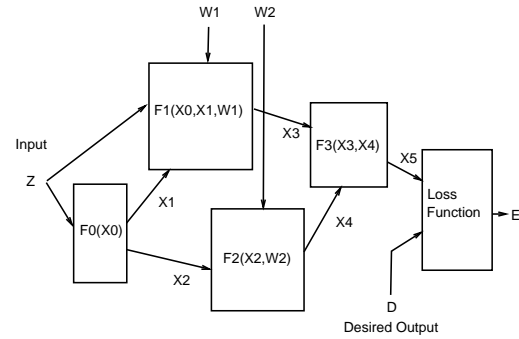 W1
W2
F1(X0,X1,W1)
X3
F3(X3,X4)
Input
X5
Z
X1
Loss
Function
E
F0(X0)
X4
F2(X2,W2)
X2
D
Desired Output